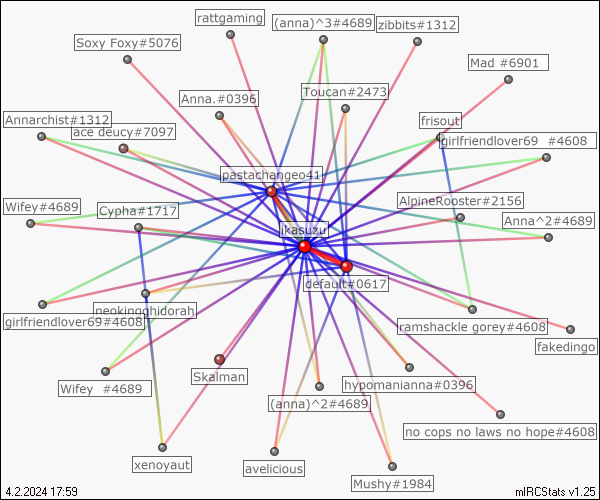 rattgaming
(anna)^3#4689
zibbits#1312
Soxy Foxy#5076
Mad #6901
Anna.#0396
Toucan#2473
Annarchist#1312
ace deucy#7097
frisout
girlfriendlover69 #4608
pastachangeo41
Wifey#4689
Cypha#1717
AlpineRooster#2156
Anna^2#4689
ikasuzu
default#0617
neokingghidorah
girlfriendlover69#4608
ramshackle gorey#4608
fakedingo
Wifey #4689
Skalman
hypomanianna#0396
(anna)^2#4689
no cops no laws no hope#4608
xenoyaut
avelicious
Mushy#1984
4.2.2024 17:59
mIRCStats v1.25